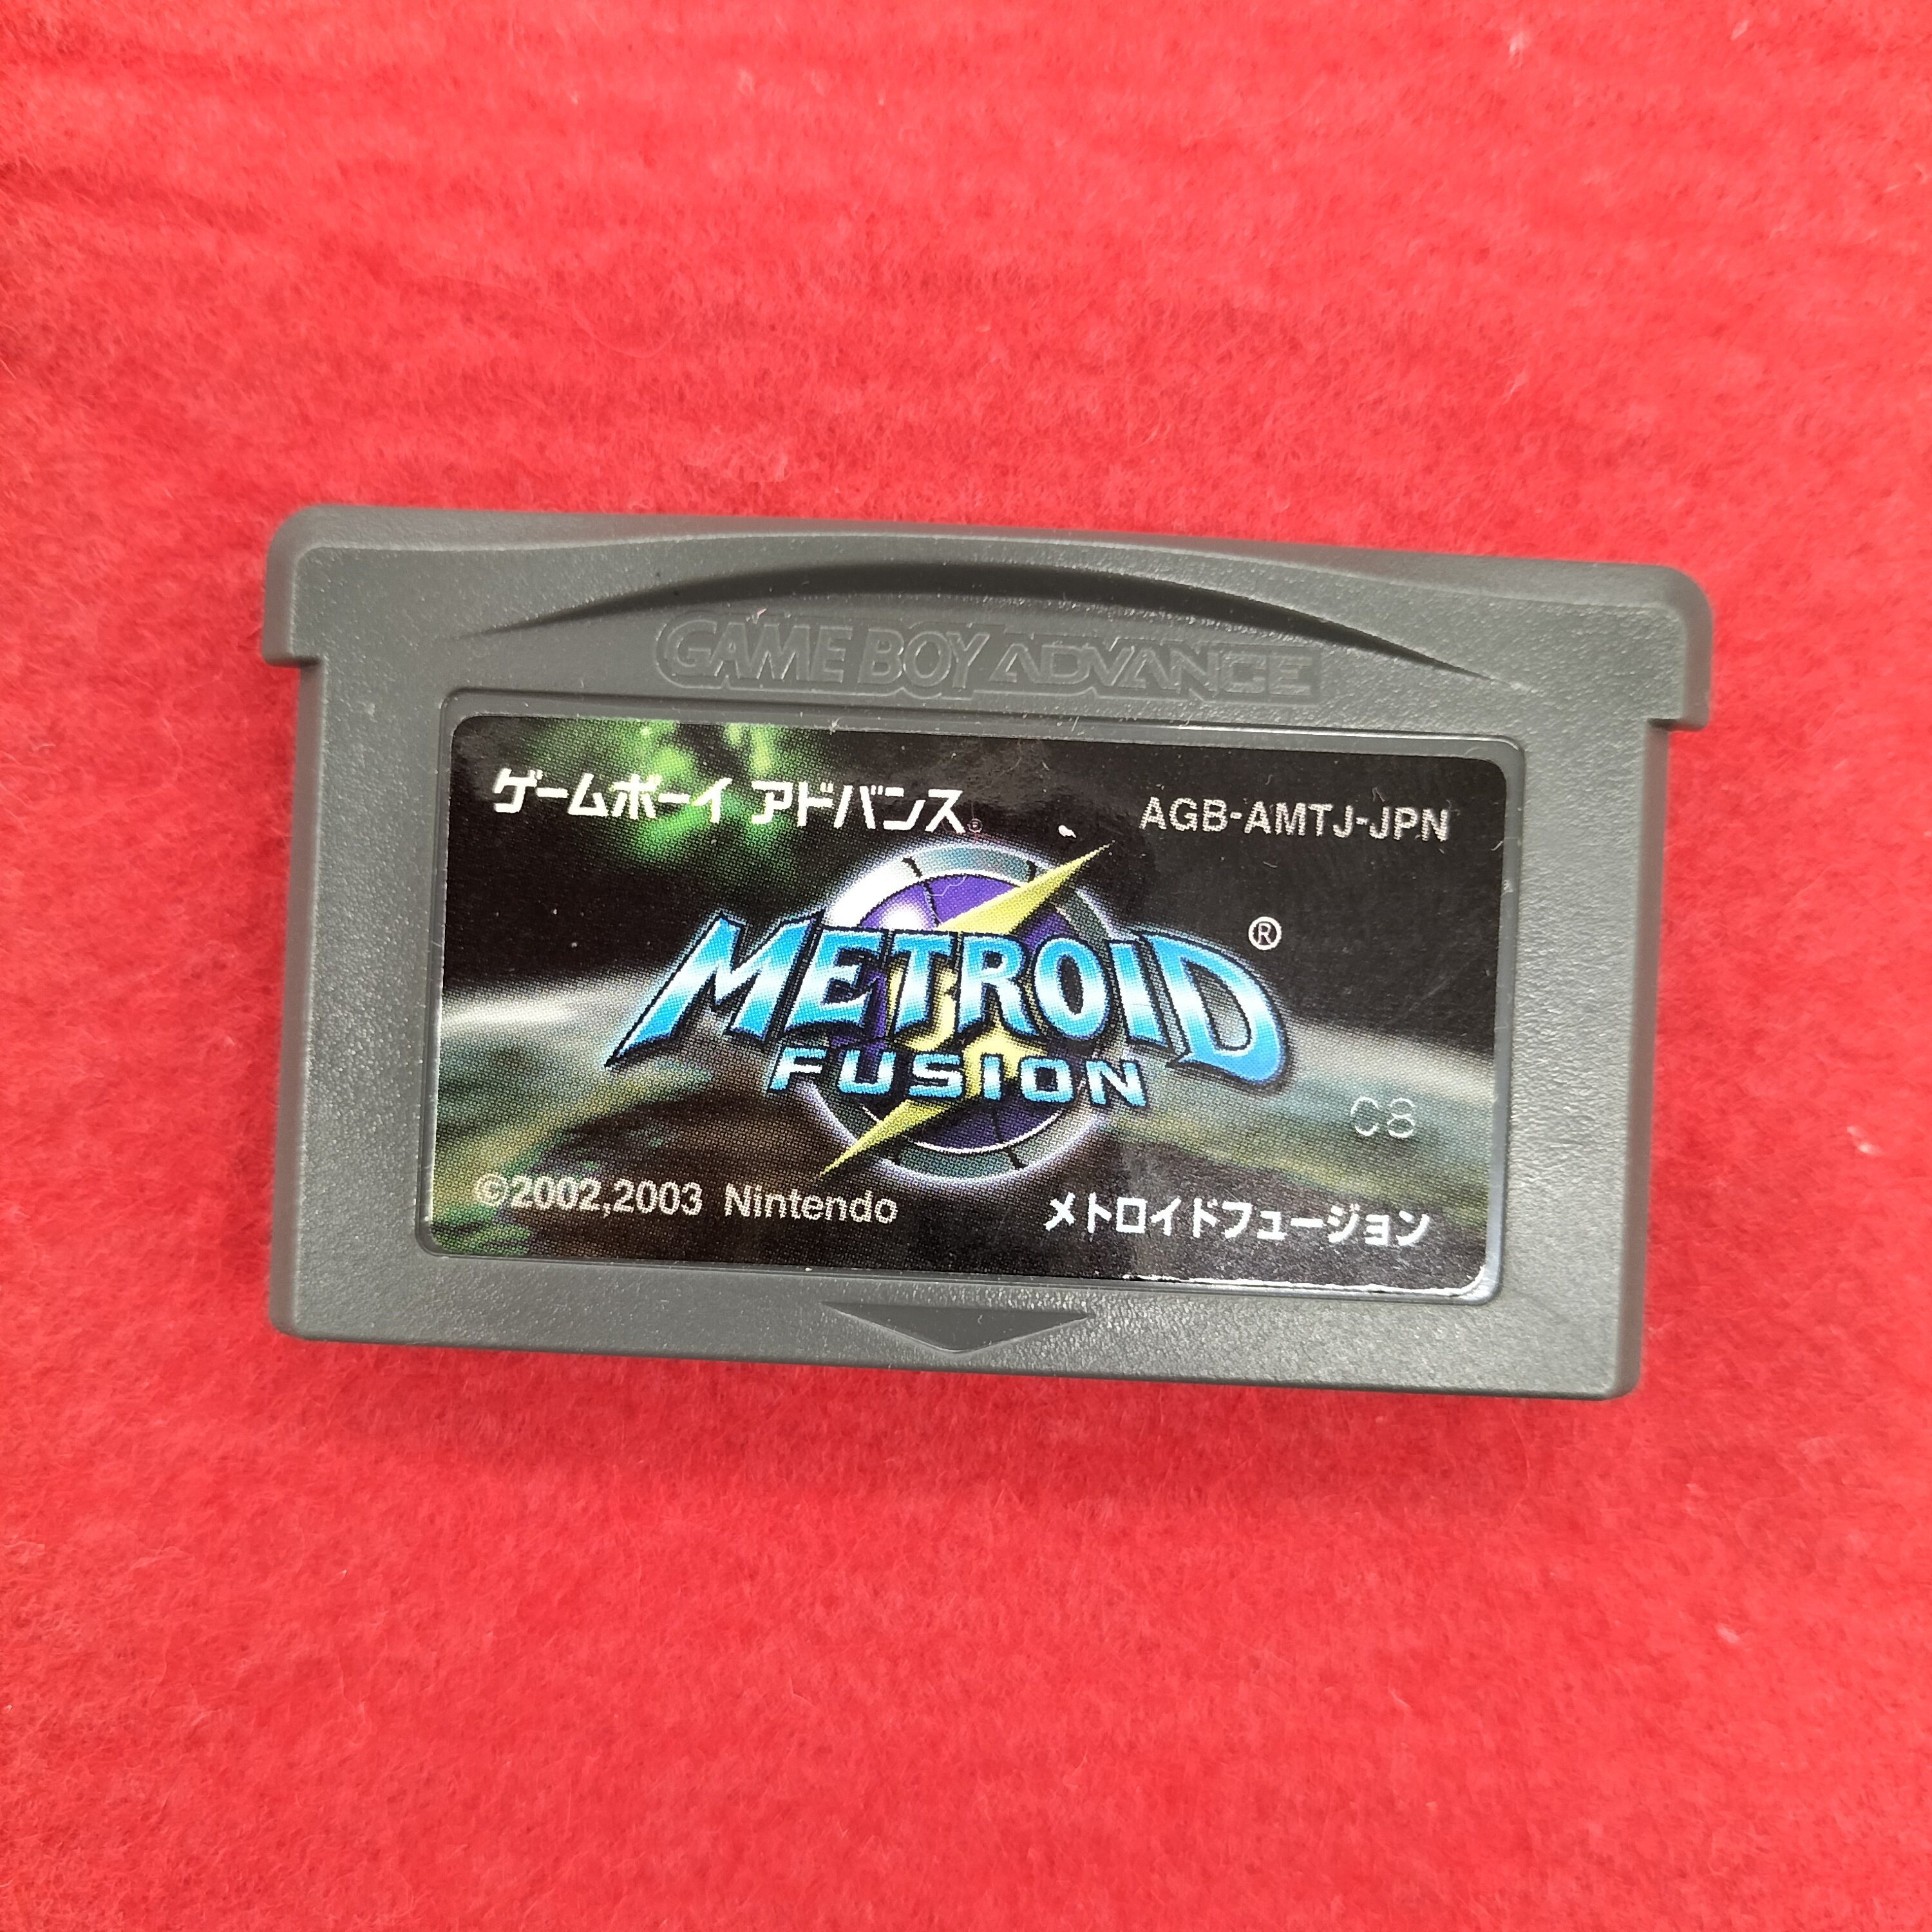 GAME BOY ADVANCE
ゲームボーイ アドバンス®
AGB-AMTJ-JPN
METROID®
FUSION
C8
©2002,2003 Nintendo
メトロイドフュージョン